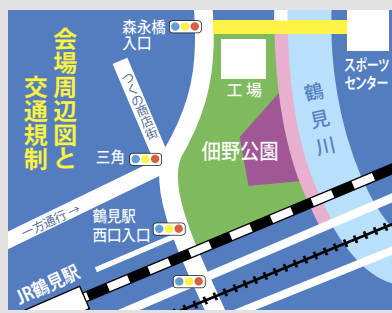 会場周辺図と
交通規制
森永橋
入口
つくの商店街
三角
一方通行→
鶴見駅
西口入口
JR鶴見駅
工場
佃野公園
鶴見川
スポーツ
センター